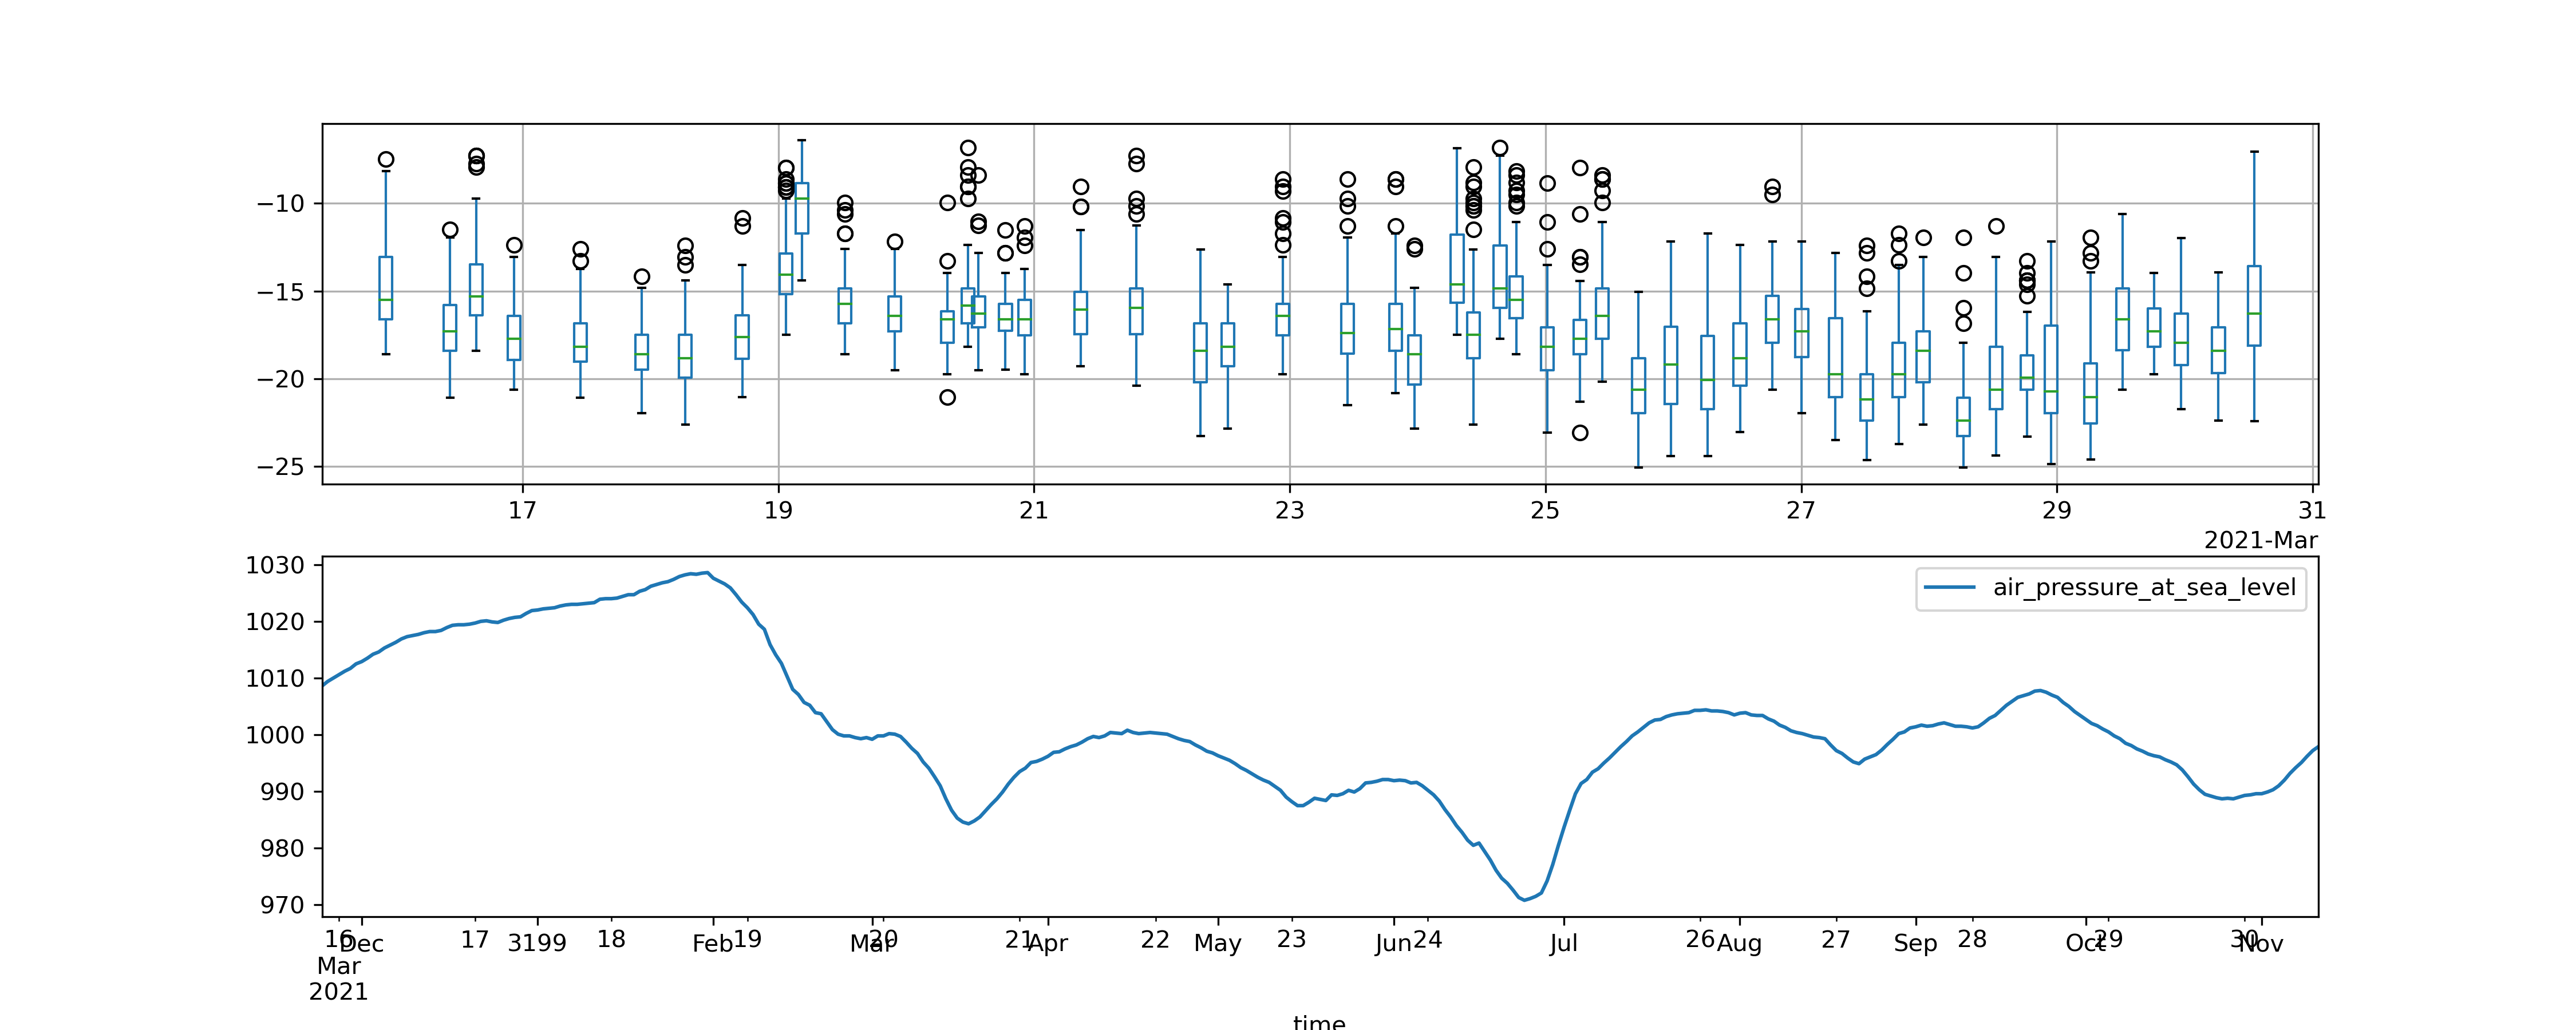 −10
−15
−20
−25
17 19 21 23 25 27 29 31
2021-Mar
1030
1020
1010
1000
990
980
970
air_pressure_at_sea_level
16 17 18 19 20 21 22 23 24 26 27 28 29 30
Dec 3199 Feb Mar Apr May Jun Jul Aug Sep Oct Nov
Mar
2021
time